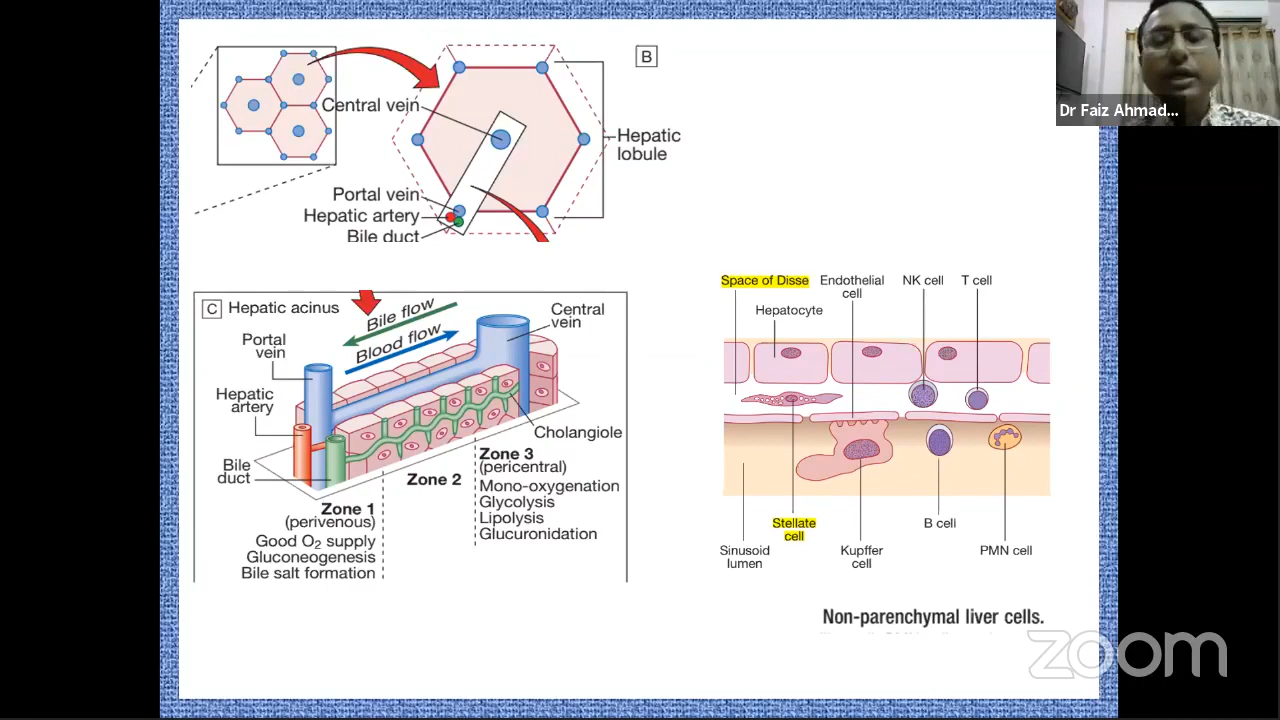 B
Central vein
Hepatic
lobule
Portal vein
Hepatic artery
Bile duct
C Hepatic acinus
Bile flow
Blood flow
Central
vein
Portal
vein
Hepatic
artery
Bile
duct
Cholangiole
Zone 1
(perivenous)
Good O₂ supply
Gluconeogenesis
Bile salt formation
Zone 2
Zone 3
(pericentral)
Mono-oxygenation
Glycolysis
Lipolysis
Glucuronidation
Space of Disse
Endothelial
cell
NK cell
T cell
Hepatocyte
Stellate
cell
B cell
Sinusoid
lumen
Kupffer
cell
PMN cell
Non-parenchymal liver cells.
Dr Faiz Ahmad...
zoom